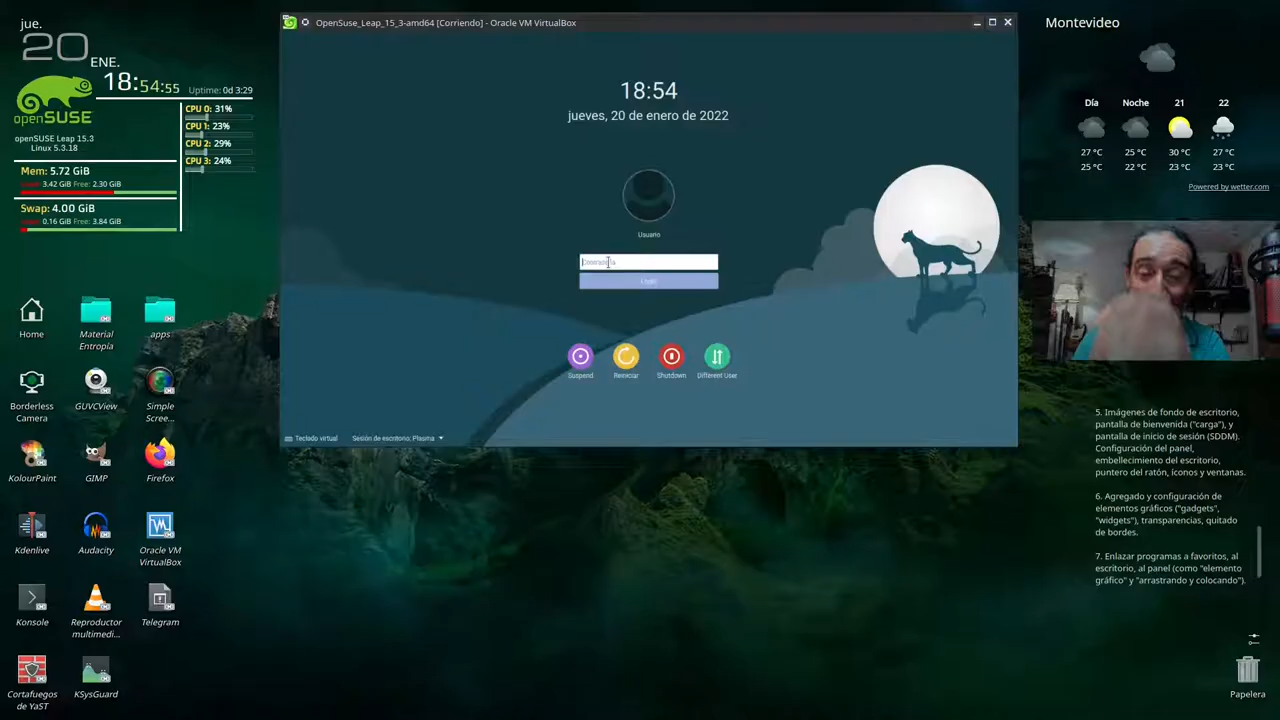 jue.
20
ENE.
18:54:55
Uptime: 0d 3:29
openSUSE
openSUSE Leap 15.3
Linux 5.3.18
CPU 0: 31%
CPU 1: 23%
CPU 2: 29%
CPU 3: 24%
Mem: 5.72 GiB
3.42 GiB Free: 2.30 GiB
Swap: 4.00 GiB
0.16 GiB Free: 3.84 GiB
Home
Material
Entropía
apps
Borderless
Camera
GUVCView
Simple
Scree...
KolourPaint
GIMP
Firefox
Kdenlive
Audacity
Oracle VM
VirtualBox
Konsole
Reproductor
multimedi...
Telegram
Cortafuegos
de YaST
KSysGuard
OpenSuse_Leap_15_3-amd64 [Corriendo] - Oracle VM VirtualBox
18:54
jueves, 20 de enero de 2022
Usuario
Login
Suspend
Reiniciar
Shutdown
Different User
Teclado virtual
Sesión de escritorio: Plasma
Montevideo
Día
Noche
21
22
27 °C
25 °C
30 °C
27 °C
25 °C
22 °C
23 °C
23 °C
Powered by wetter.com
5. Imágenes de fondo de escritorio,
pantalla de bienvenida ("carga"), y
pantalla de inicio de sesión (SDDM).
Configuración del panel,
embellecimiento del escritorio,
puntero del ratón, íconos y ventanas.
6. Agregado y configuración de
elementos gráficos ("gadgets",
"widgets"), transparencias, quitado
de bordes.
7. Enlazar programas a favoritos, al
escritorio, al panel (como "elemento
gráfico" y "arrastrando y colocando").
Papelera